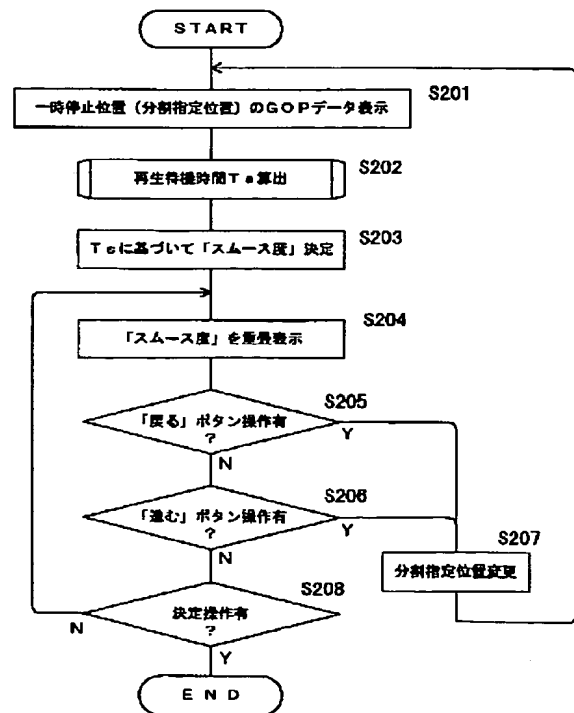 START
一時停止位置(分割指定位置)のGOPデータ表示
S201
再生待機時間Ta算出
S202
Tcに基づいて「スムース度」決定
S203
S204
「スムース度」を重畳表示
S205
「戻る」ボタン操作有
?
Y
N
S206
「進む」ボタン操作有
?
Y
N
S207
分割指定位置変更
S208
決定操作有
?
N
Y
END